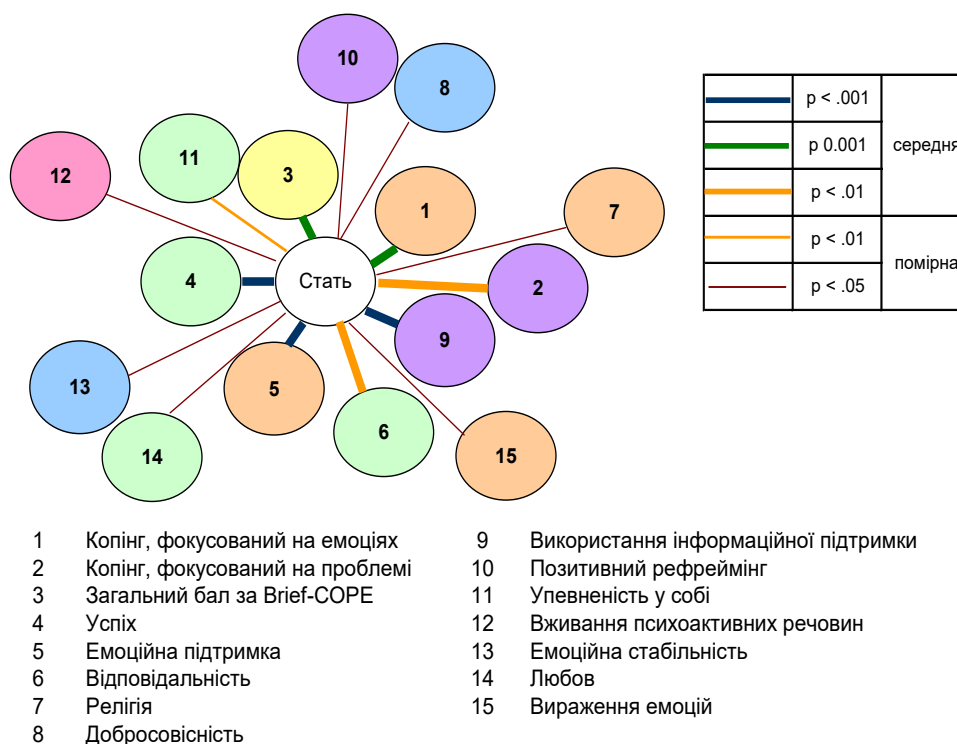 10
8
11
12
3
1
7
Стать
4
2
9
13
5
6
14
15
p < .001
p 0.001
середня
p < .01
p < .01
помірна
p < .05
1 Копінг, фокусований на емоціях
2 Копінг, фокусований на проблемі
3 Загальний бал за Brief-COPE
4 Успіх
5 Емоційна підтримка
6 Відповідальність
7 Релігія
8 Добросовісність
9 Використання інформаційної підтримки
10 Позитивний рефреймінг
11 Упевненість у собі
12 Вживання психоактивних речовин
13 Емоційна стабільність
14 Любов
15 Вираження емоцій